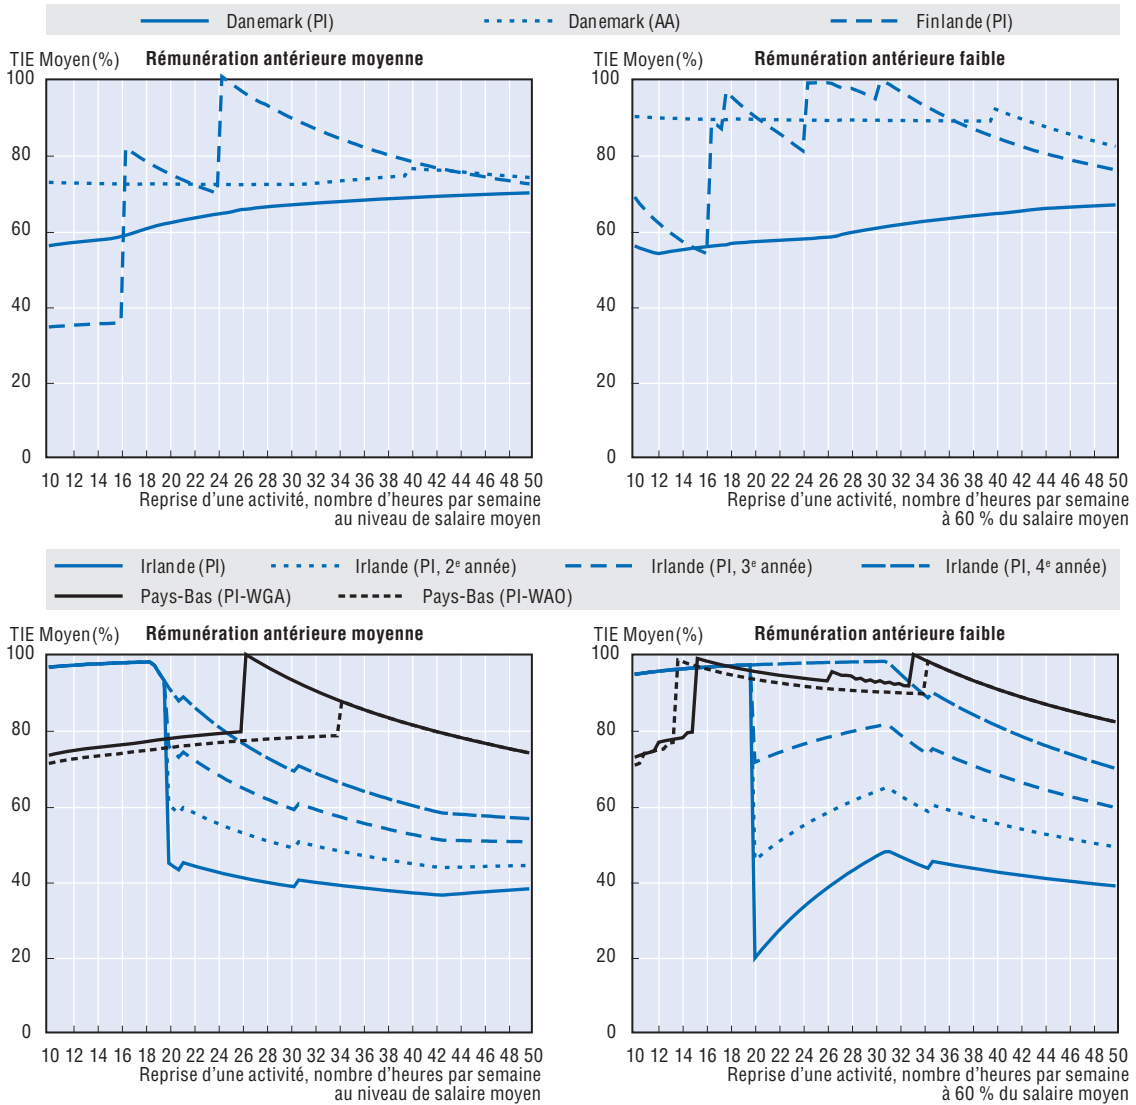 Danemark (PI) Danemark (AA) Finlande (PI)
TIE Moyen (%) Rémunération antérieure moyenne
100
80
60
40
20
0
10 12 14 16 18 20 22 24 26 28 30 32 34 36 38 40 42 44 46 48 50
Reprise d'une activité, nombre d'heures par semaine
au niveau de salaire moyen
TIE Moyen (%) Rémunération antérieure faible
100
80
60
40
20
0
10 12 14 16 18 20 22 24 26 28 30 32 34 36 38 40 42 44 46 48 50
Reprise d'une activité, nombre d'heures par semaine
à 60 % du salaire moyen
Irlande (PI) Irlande (PI, 2e année) Irlande (PI, 3e année) Irlande (PI, 4e année)
Pays-Bas (PI-WGA) Pays-Bas (PI-WAO)
TIE Moyen (%) Rémunération antérieure moyenne
100
80
60
40
20
0
10 12 14 16 18 20 22 24 26 28 30 32 34 36 38 40 42 44 46 48 50
Reprise d'une activité, nombre d'heures par semaine
au niveau de salaire moyen
TIE Moyen (%) Rémunération antérieure faible
100
80
60
40
20
0
10 12 14 16 18 20 22 24 26 28 30 32 34 36 38 40 42 44 46 48 50
Reprise d'une activité, nombre d'heures par semaine
à 60 % du salaire moyen